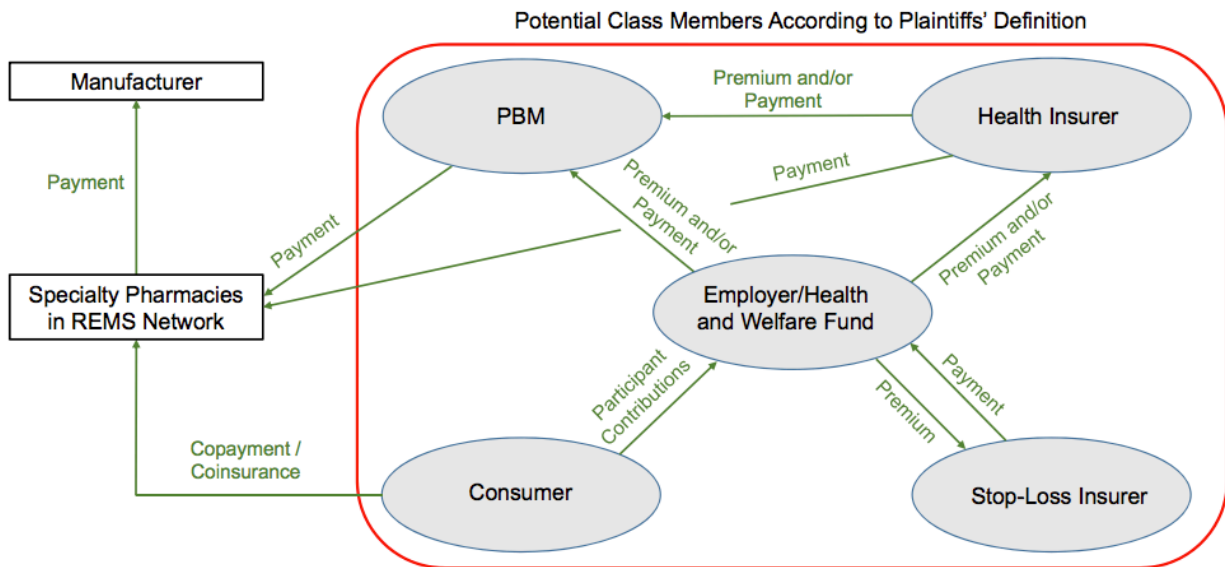 Potential Class Members According to Plaintiffs' Definition
Manufacturer
PBM
Premium and/or
Payment
Health Insurer
Payment
Payment
Premium and/or
Payment
Payment
Premium and/or
Payment
Specialty Pharmacies
in REMS Network
Employer/Health
and Welfare Fund
Participant
Contributions
Premium
Payment
Copayment /
Coinsurance
Consumer
Stop-Loss Insurer